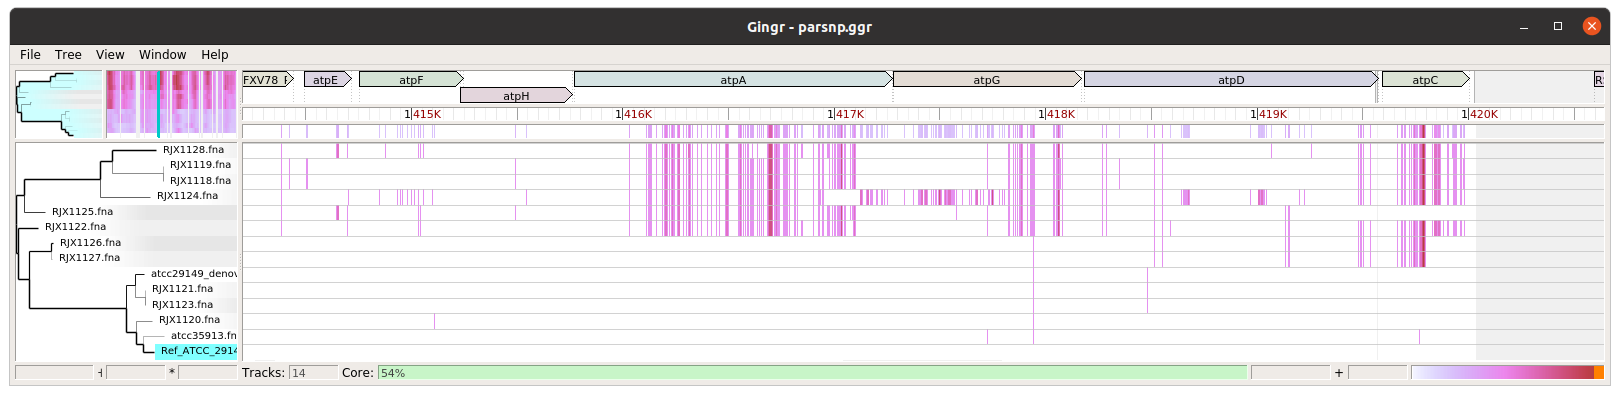 Gingr - parsnp.ggr
File Tree View Window Help
FXV78_ atpE atpF atpA atpG atpD atpC R
atpH
1,415K 1,416K 1,417K 1,418K 1,419K 1,420K
RJX1128.fna
RJX1119.fna
RJX1118.fna
RJX1124.fna
RJX1125.fna
RJX1122.fna
RJX1126.fna
RJX1127.fna
atcc29149_denov
RJX1121.fna
RJX1123.fna
RJX1120.fna
atcc35913.fn
Ref_ATCC_2914
* Tracks: 14 Core: 54% +